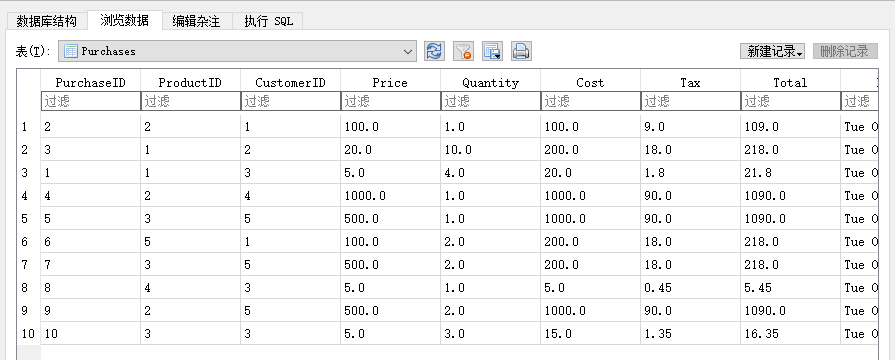 数据库结构 浏览数据 编辑杂注 执行 SQL
表(T): Purchases 新建记录 删除记录
PurchaseID ProductID CustomerID Price Quantity Cost Tax Total
过滤 过滤 过滤 过滤 过滤 过滤 过滤 过滤 过滤
1 2 2 1 100.0 1.0 100.0 9.0 109.0 Tue O
2 3 1 2 20.0 10.0 200.0 18.0 218.0 Tue O
3 1 1 3 5.0 4.0 20.0 1.8 21.8 Tue O
4 4 2 4 1000.0 1.0 1000.0 90.0 1090.0 Tue O
5 5 3 5 500.0 1.0 1000.0 90.0 1090.0 Tue O
6 6 5 1 100.0 2.0 200.0 18.0 218.0 Tue O
7 7 3 5 500.0 2.0 200.0 18.0 218.0 Tue O
8 8 4 3 5.0 1.0 5.0 0.45 5.45 Tue O
9 9 2 5 500.0 2.0 1000.0 90.0 1090.0 Tue O
10 10 3 3 5.0 3.0 15.0 1.35 16.35 Tue O